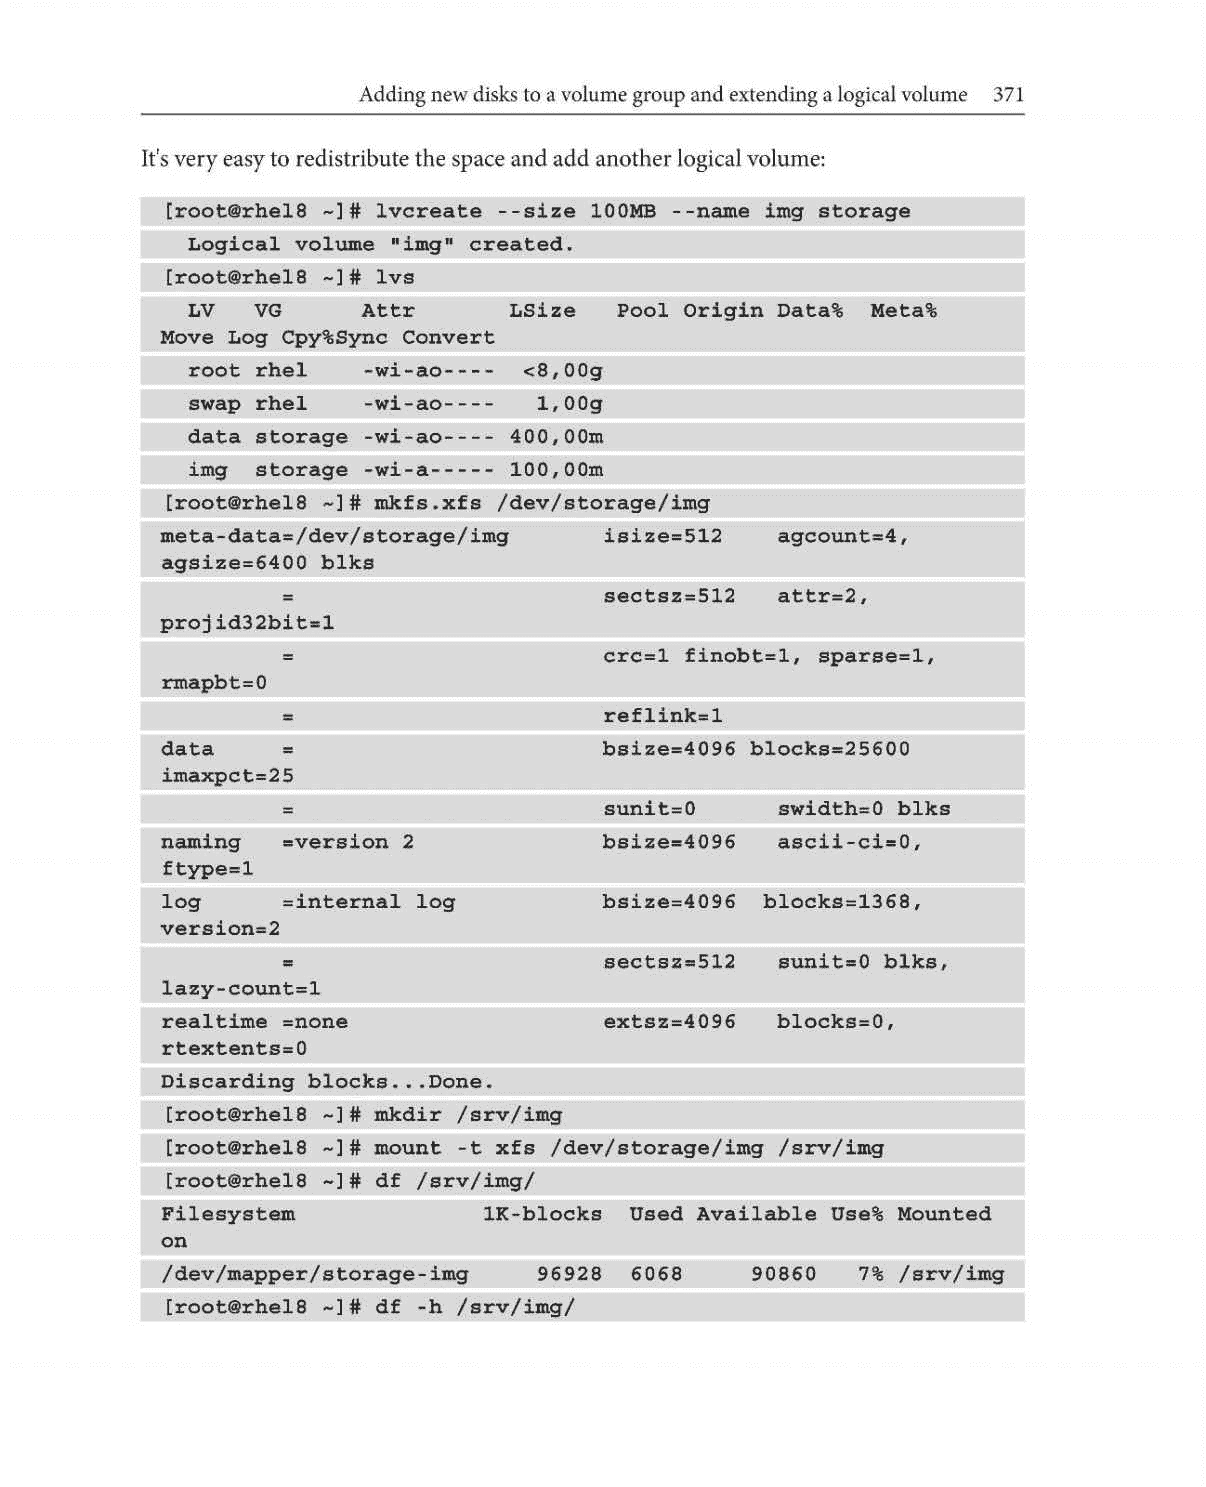 Adding new disks to a volume group and extending a logical volume 371
It's very easy to redistribute the space and add another logical volume:
[root@rhel8 ~]# lvcreate --size 100MB --name img storage
Logical volume "img" created.
[root@rhel8 ~]# lvs
LV VG Attr LSize Pool Origin Data% Meta%
Move Log Cpy%Sync Convert
root rhel -wi-ao---- <8,00g
swap rhel -wi-ao---- 1,00g
data storage -wi-ao---- 400,00m
img storage -wi-a----- 100,00m
[root@rhel8 ~]# mkfs.xfs /dev/storage/img
meta-data=/dev/storage/img isize=512 agcount=4,
agsize=6400 blks
= sectsz=512 attr=2,
projid32bit=1
= crc=1 finobt=1, sparse=1,
rmapbt=0
= reflink=1
data = bsize=4096 blocks=25600
imaxpct=25
= sunit=0 swidth=0 blks
naming =version 2 bsize=4096 ascii-ci=0,
ftype=1
log =internal log bsize=4096 blocks=1368,
version=2
= sectsz=512 sunit=0 blks,
lazy-count=1
realtime =none extsz=4096 blocks=0,
rtextents=0
Discarding blocks...Done.
[root@rhel8 ~]# mkdir /srv/img
[root@rhel8 ~]# mount -t xfs /dev/storage/img /srv/img
[root@rhel8 ~]# df /srv/img/
Filesystem 1K-blocks Used Available Use% Mounted
on
/dev/mapper/storage-img 96928 6068 90860 7% /srv/img
[root@rhel8 ~]# df -h /srv/img/